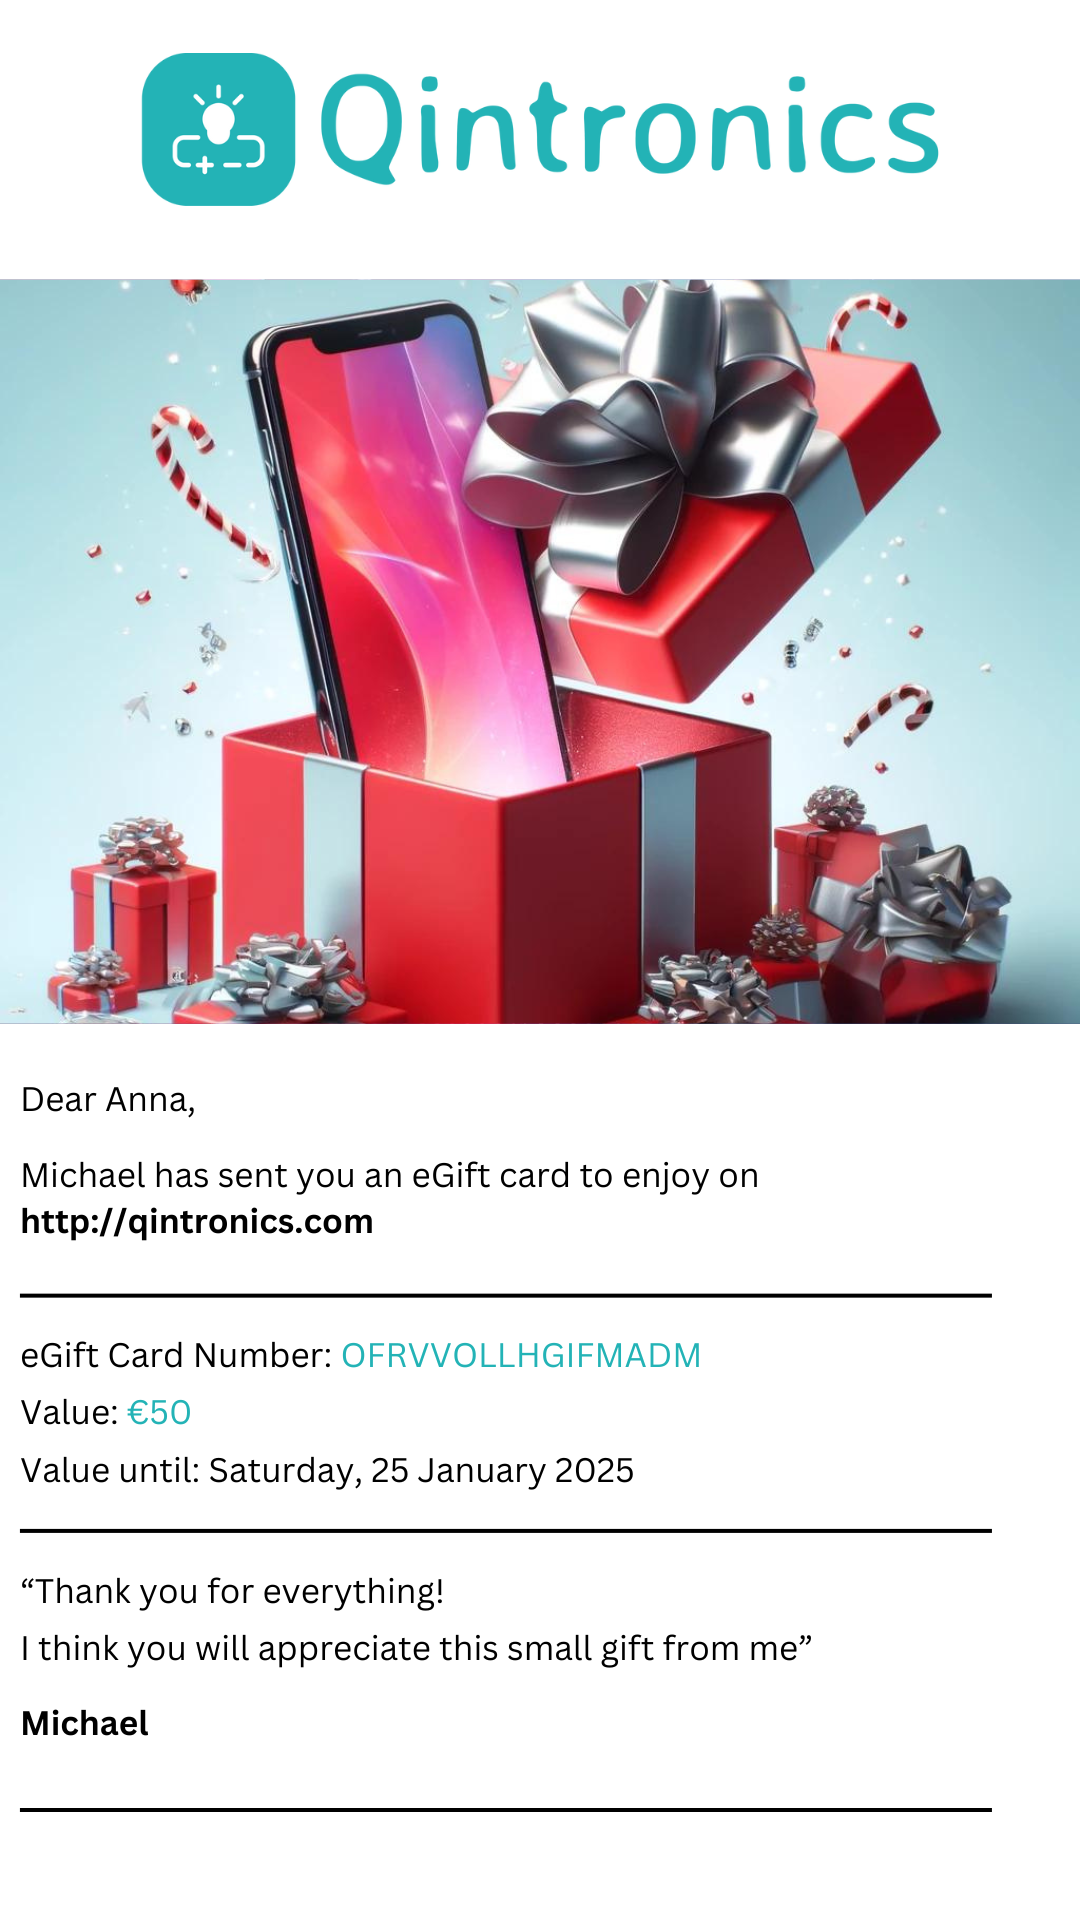 Qintronics
Dear Anna,
Michael has sent you an eGift card to enjoy on
http://qintronics.com
eGift Card Number: OFRVVOLLHGIFMADM
Value: €50
Value until: Saturday, 25 January 2025
“Thank you for everything!
I think you will appreciate this small gift from me”
Michael